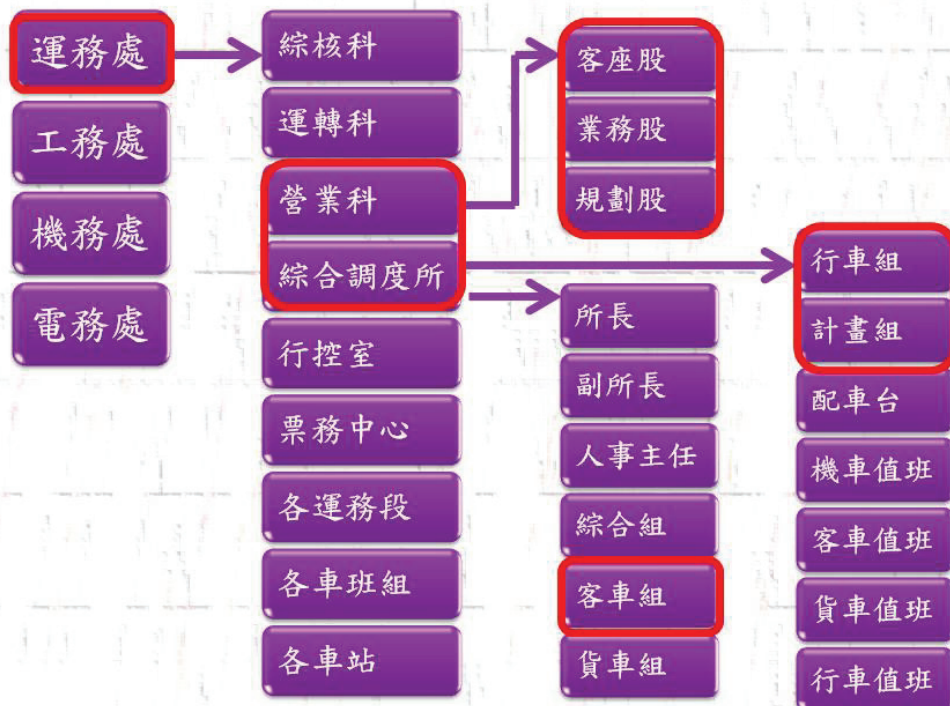 運務處
工務處
機務處
電務處
綜核科
運轉科
營業科
綜合調度所
行控室
票務中心
各運務段
各車班組
各車站
客座股
業務股
規劃股
所長
副所長
人事主任
綜合組
客車組
貨車組
行車組
計畫組
配車台
機車值班
客車值班
貨車值班
行車值班